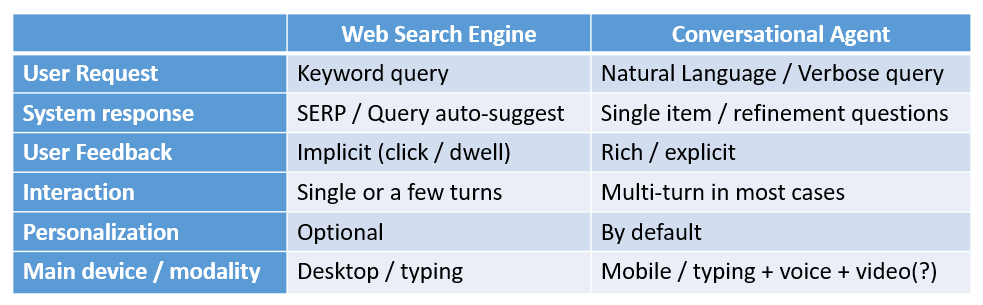 Web Search Engine Conversational Agent
User Request Keyword query Natural Language / Verbose query
System response SERP / Query auto-suggest Single item / refinement questions
User Feedback Implicit (click / dwell) Rich / explicit
Interaction Single or a few turns Multi-turn in most cases
Personalization Optional By default
Main device / modality Desktop / typing Mobile / typing + voice + video(?)